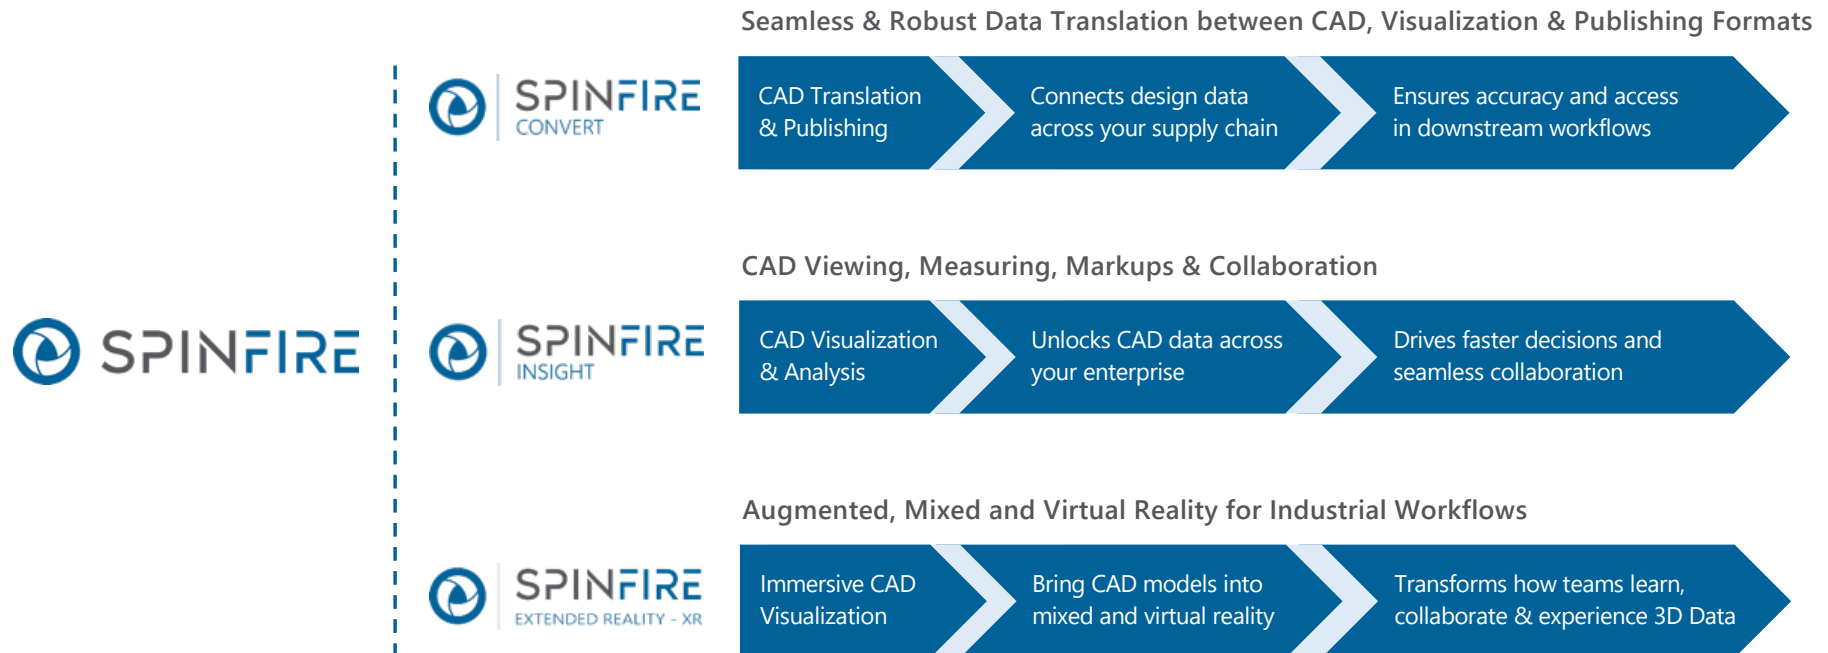 SPINFIRE
SPINFIRE
CONVERT
Seamless & Robust Data Translation between CAD, Visualization & Publishing Formats
CAD Translation
& Publishing
Connects design data
across your supply chain
Ensures accuracy and access
in downstream workflows
SPINFIRE
INSIGHT
CAD Viewing, Measuring, Markups & Collaboration
CAD Visualization
& Analysis
Unlocks CAD data across
your enterprise
Drives faster decisions and
seamless collaboration
SPINFIRE
EXTENDED REALITY - XR
Augmented, Mixed and Virtual Reality for Industrial Workflows
Immersive CAD
Visualization
Bring CAD models into
mixed and virtual reality
Transforms how teams learn,
collaborate & experience 3D Data